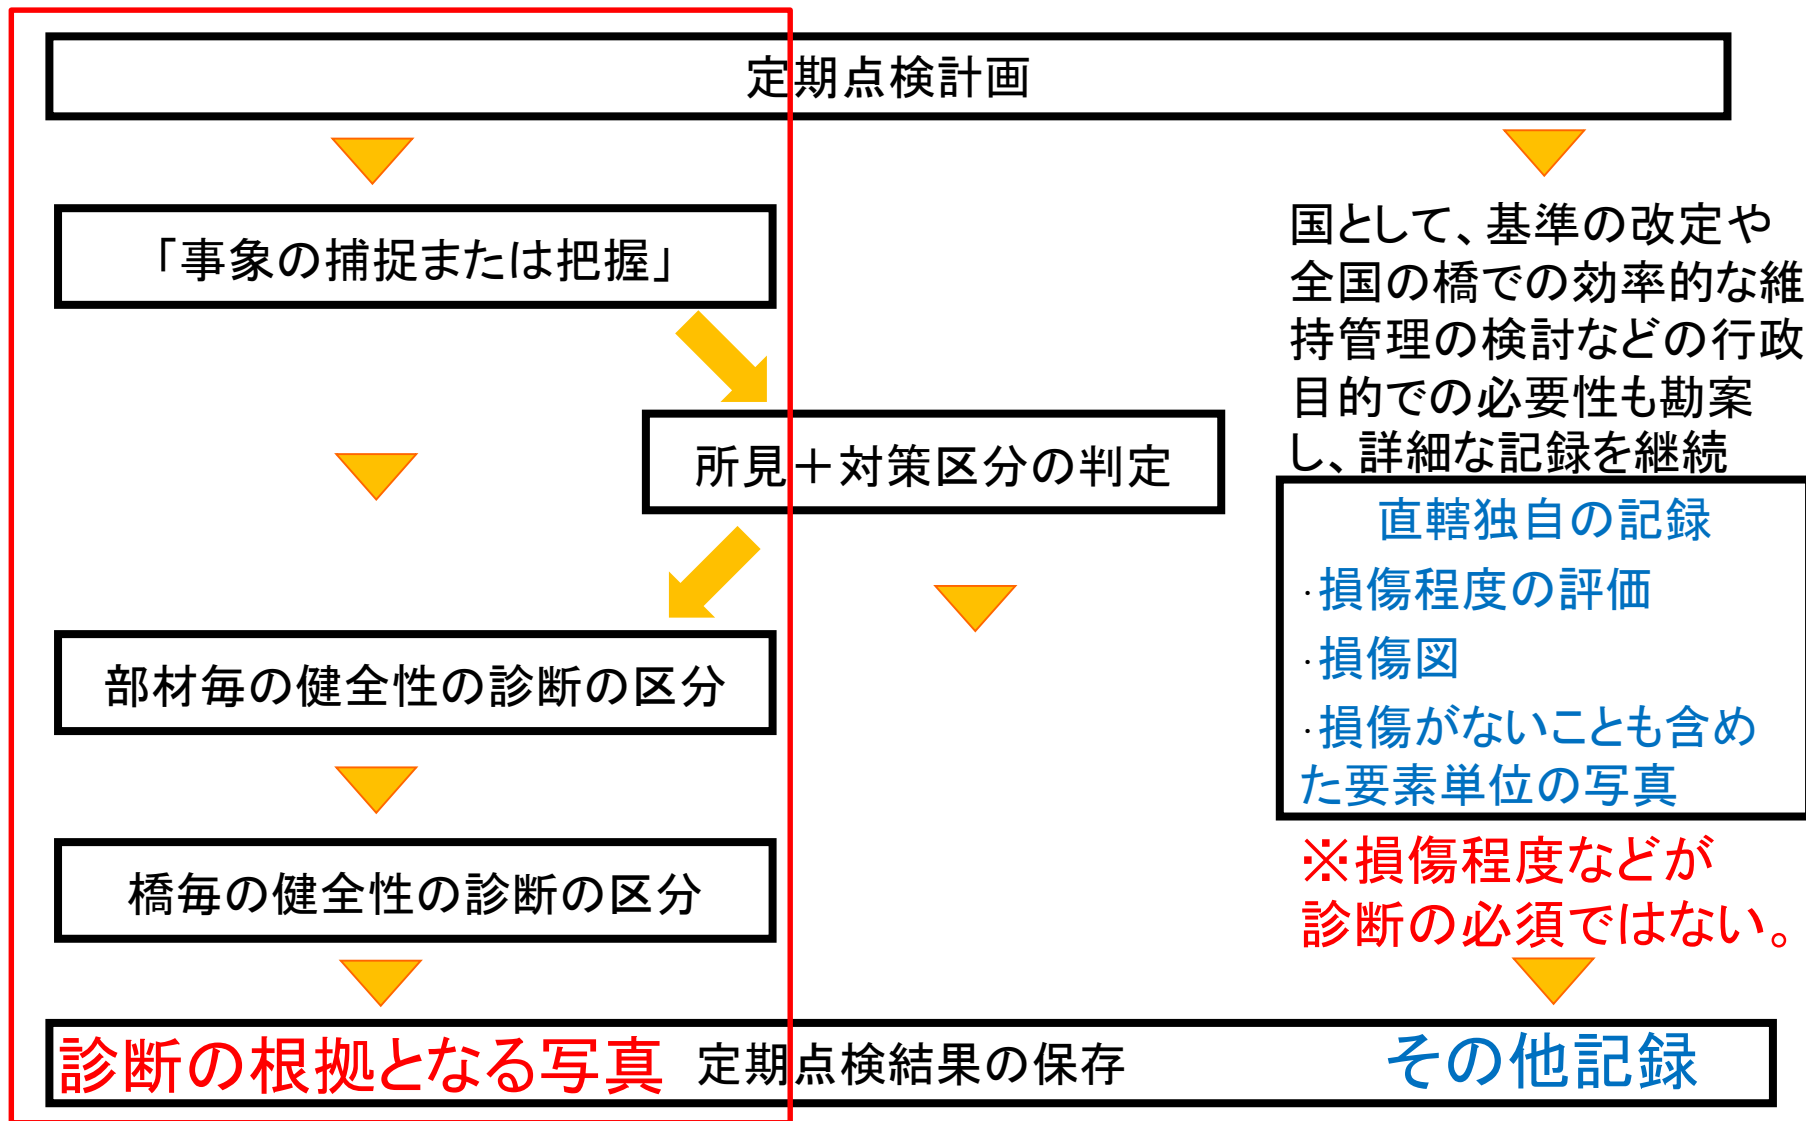 定期点検計画
「事象の捕捉または把握」
所見＋対策区分の判定
部材毎の健全性の診断の区分
橋毎の健全性の診断の区分
国として、基準の改定や
全国の橋での効率的な維
持管理の検討などの行政
目的での必要性も勘案
し、詳細な記録を継続
直轄独自の記録
・損傷程度の評価
・損傷図
・損傷がないことも含め
た要素単位の写真
※損傷程度などが
診断の必須ではない。
診断の根拠となる写真 定期点検結果の保存 その他記録